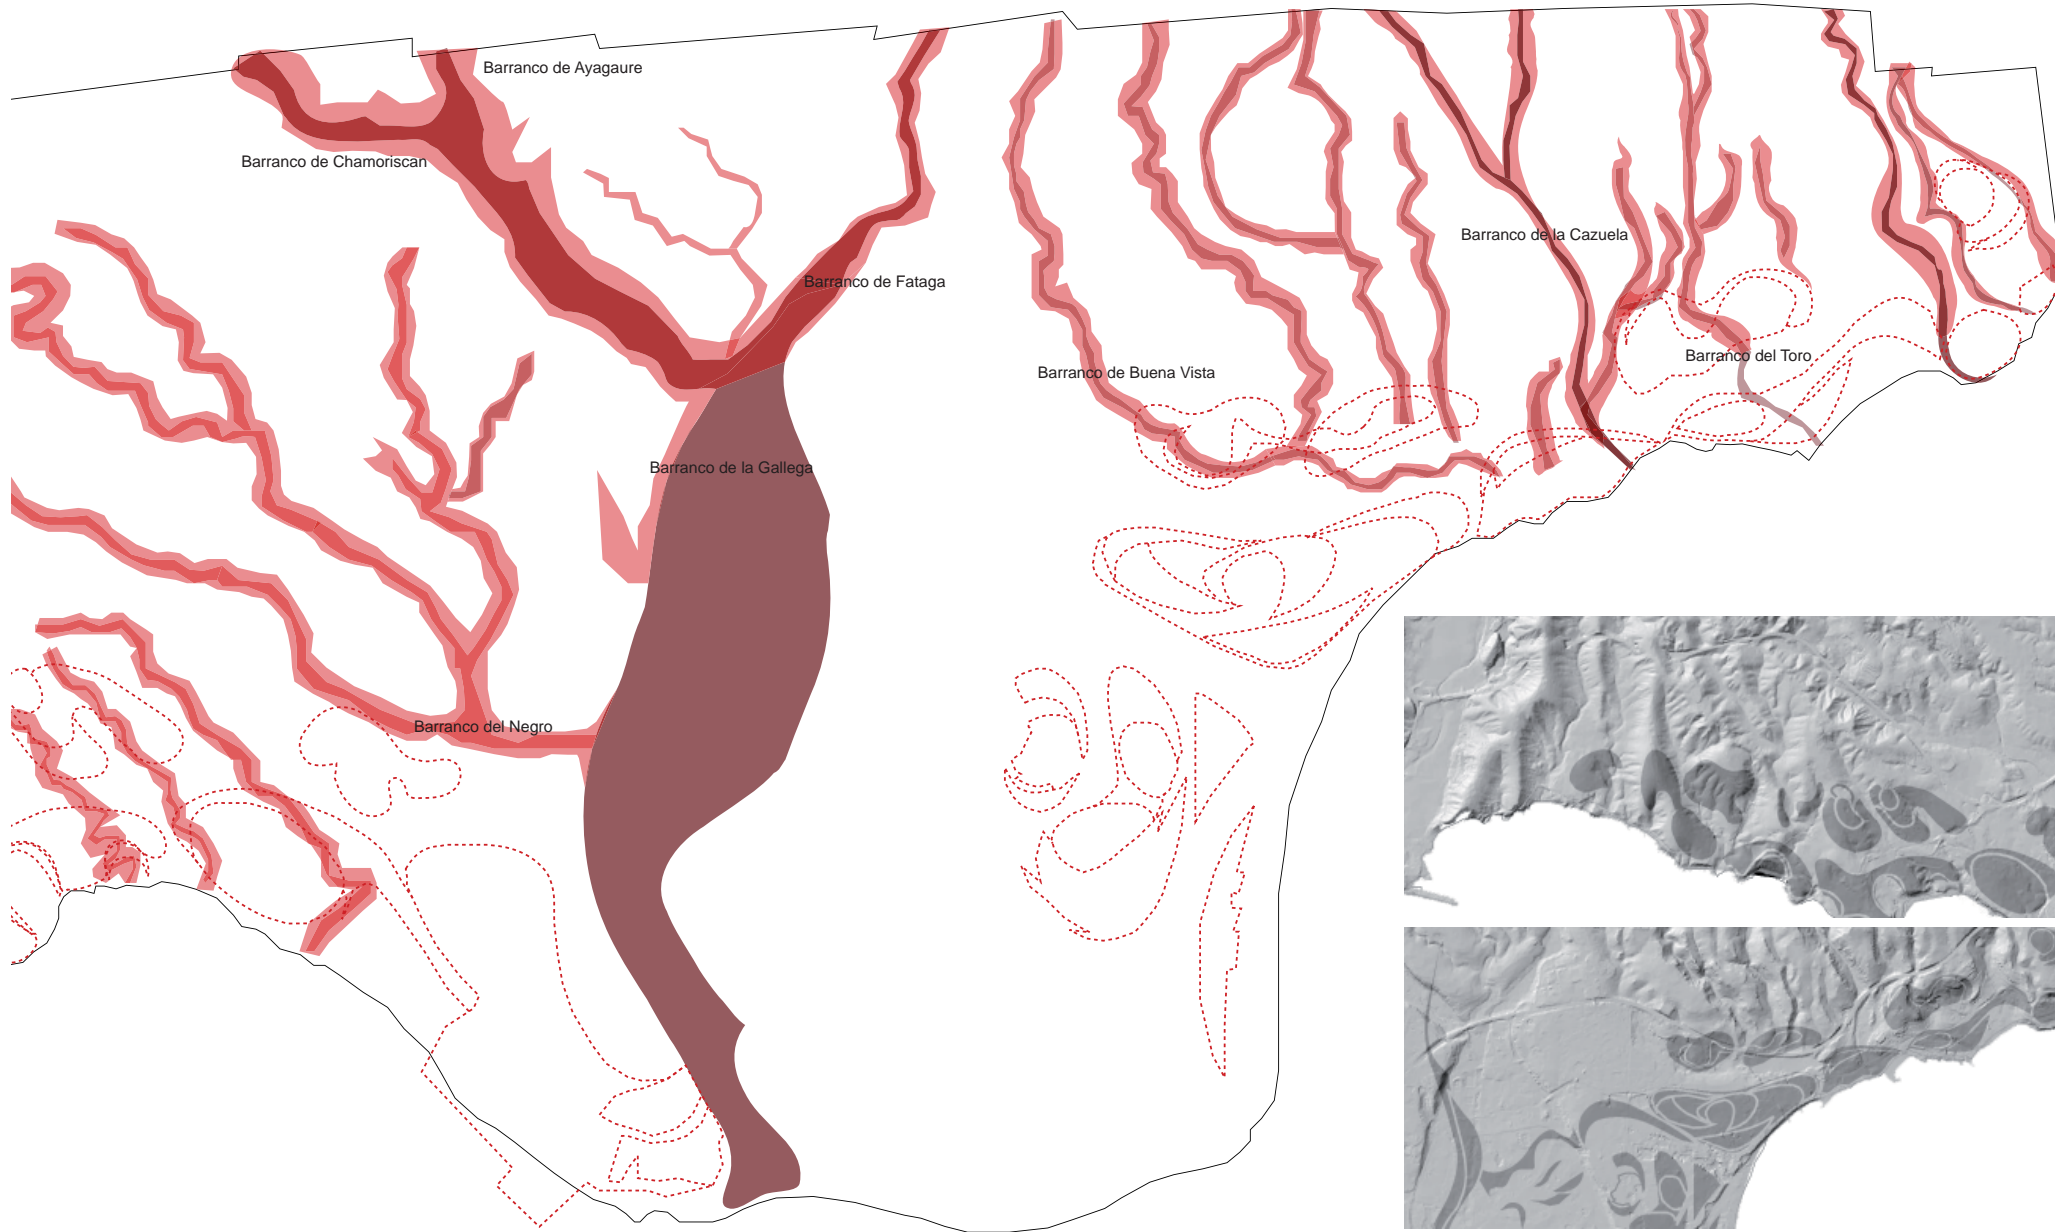 Barranco de Ayagaure
Barranco de Chamoriscan
Barranco de la Cazuela
Barranco de Fataga
Barranco del Toro
Barranco de Buena Vista
Barranco de la Gallega
Barranco del Negro